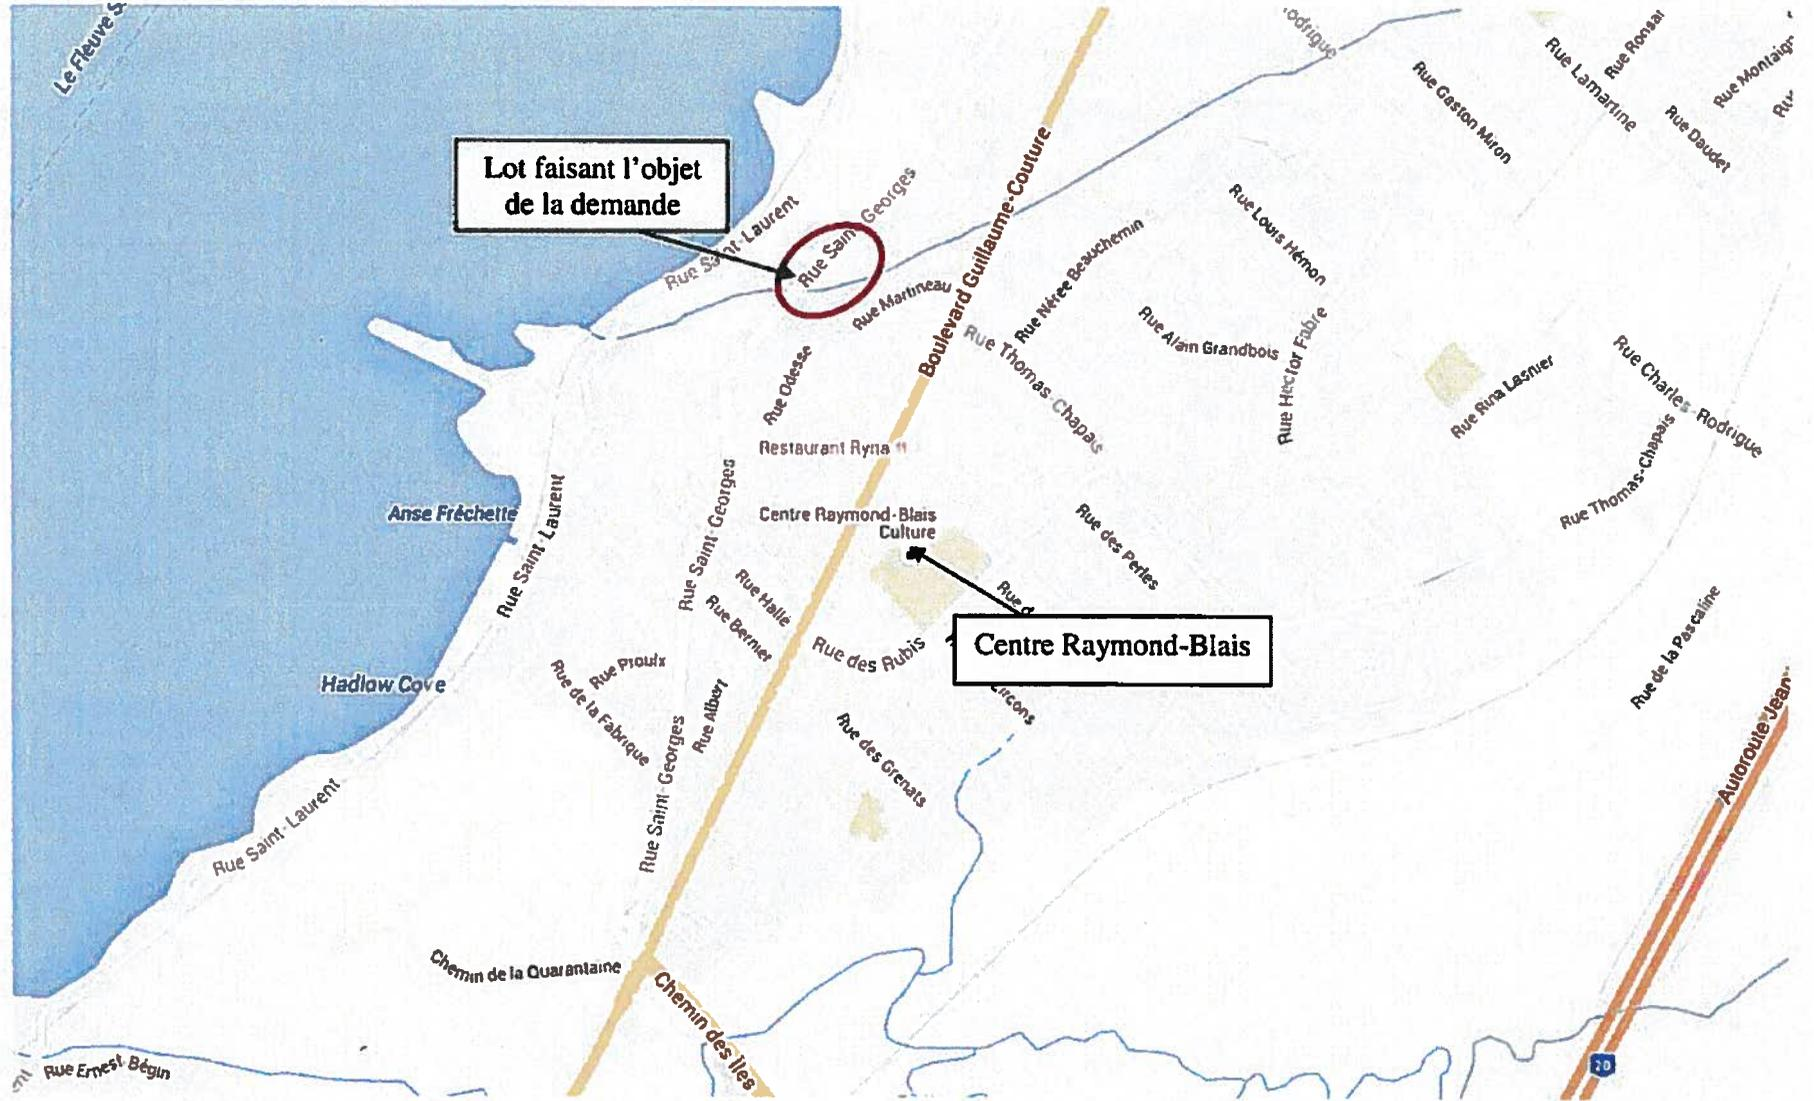 Le Fleuve S
Rue Gaston Miron
Rue Lamartine
Rue Ronsar
Rue Daudet
Rue Montaign
Lot faisant l'objet
de la demande
Rue Saint-Laurent
Rue Saint Georges
Boulevard Guillaume-Couture
Rue Martineau
Rue Nérée Beauchemin
Rue Louis Hémon
Rue Alain Grandbois
Rue Hector Fabre
Rue Thomas-Chapais
Rue Odesse
Rue Rina Lasnier
Rue Charles-Rodrigue
Rue Thomas-Chapais
Restaurant Ryna 11
Centre Raymond-Blais
Culture
Anse Fréchette
Rue Saint-Laurent
Rue Saint-Georges
Rue des Perles
Rue Hallé
Rue Bernier
Rue d
Centre Raymond-Blais
Rue des Rubis
Rue Proulx
Rue de la Fabrique
Rue Albert
Rue Saint-Georges
Rue des Grenats
Hadlow Cove
Rue de la Pascaline
Autoroute Jean
Rue Saint-Laurent
Chemin de la Quarantaine
Chemin des Iles
Rue Ernest Bégin
20